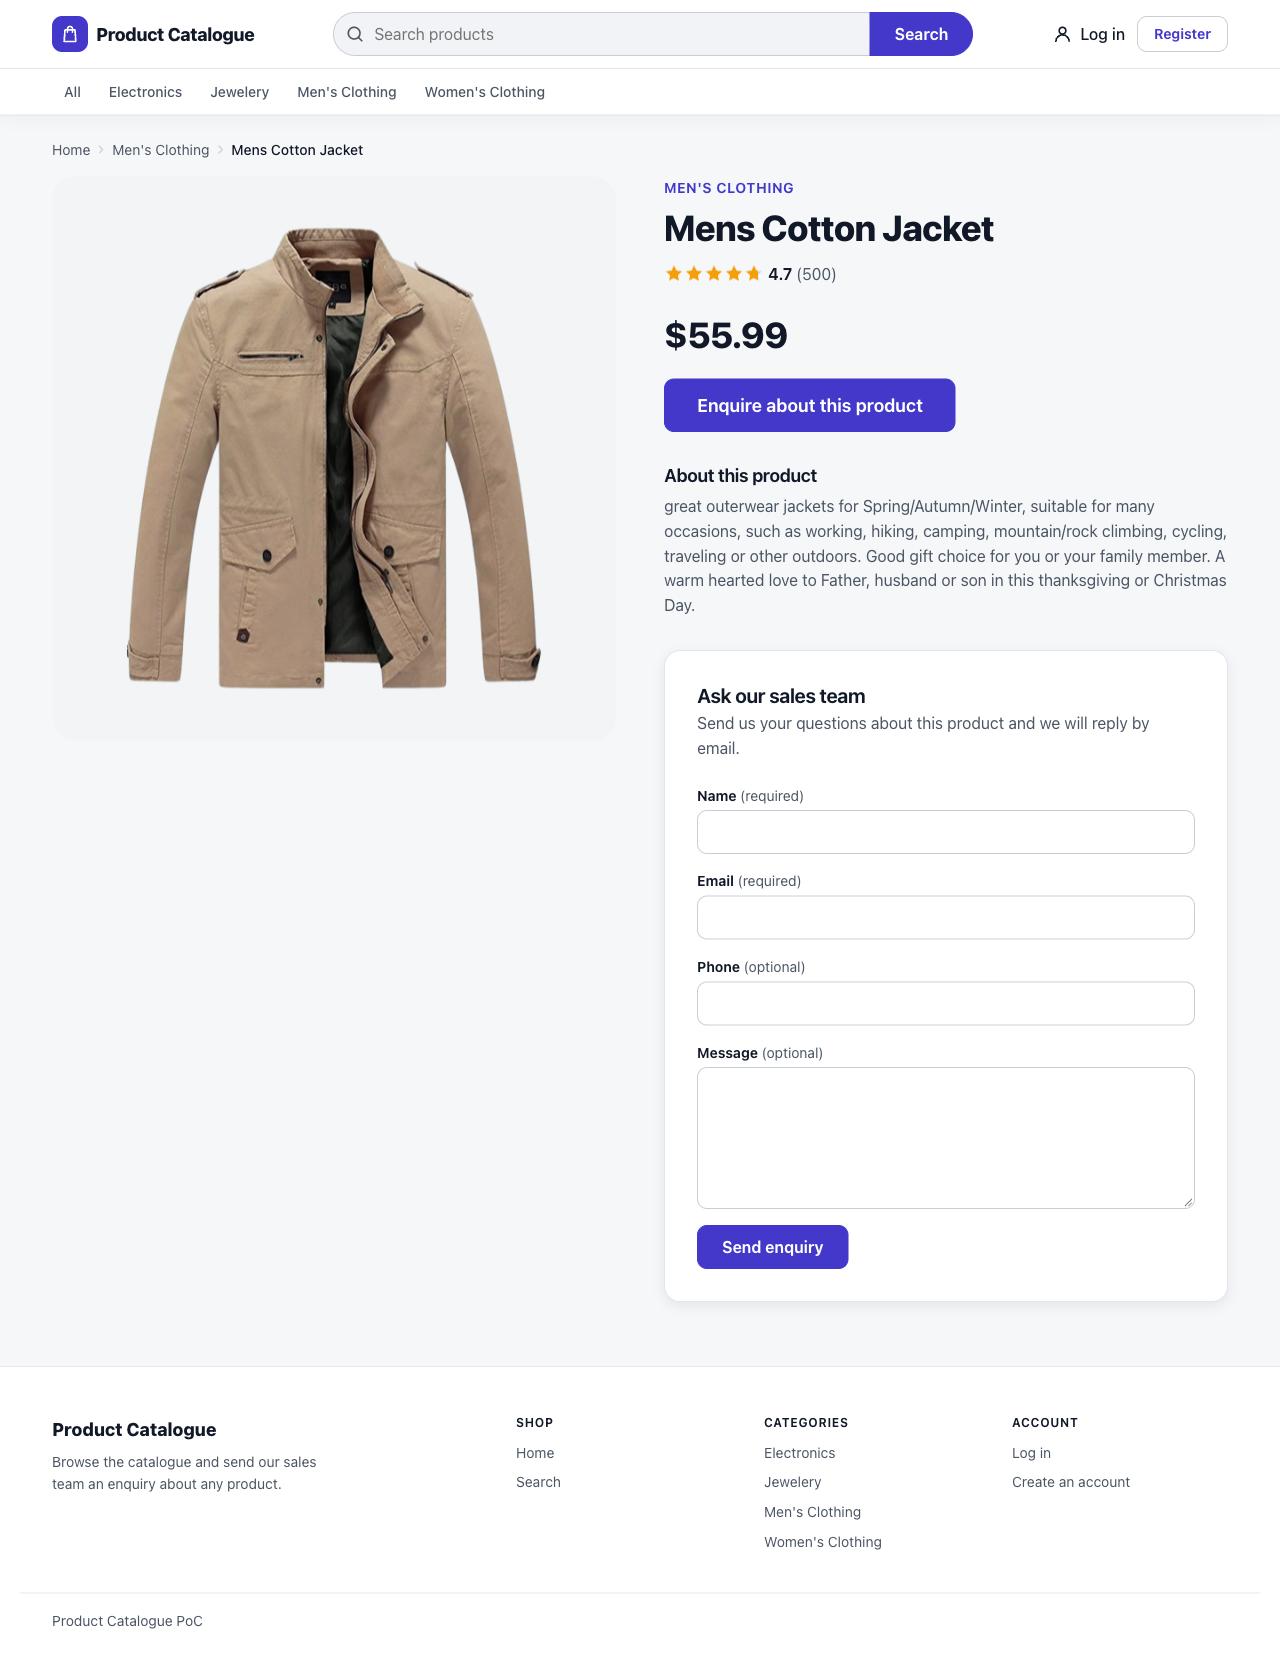 Product Catalogue
Search products
Search
Log in
Register
All
Electronics
Jewelery
Men's Clothing
Women's Clothing
Home
Men's Clothing
Mens Cotton Jacket
MEN'S CLOTHING
Mens Cotton Jacket
4.7 (500)
$55.99
Enquire about this product
About this product
great outerwear jackets for Spring/Autumn/Winter, suitable for many
occasions, such as working, hiking, camping, mountain/rock climbing, cycling,
traveling or other outdoors. Good gift choice for you or your family member. A
warm hearted love to Father, husband or son in this thanksgiving or Christmas
Day.
Ask our sales team
Send us your questions about this product and we will reply by
email.
Name (required)
Email (required)
Phone (optional)
Message (optional)
Send enquiry
Product Catalogue
Browse the catalogue and send our sales
team an enquiry about any product.
SHOP
Home
Search
CATEGORIES
Electronics
Jewelery
Men's Clothing
Women's Clothing
ACCOUNT
Log in
Create an account
Product Catalogue PoC